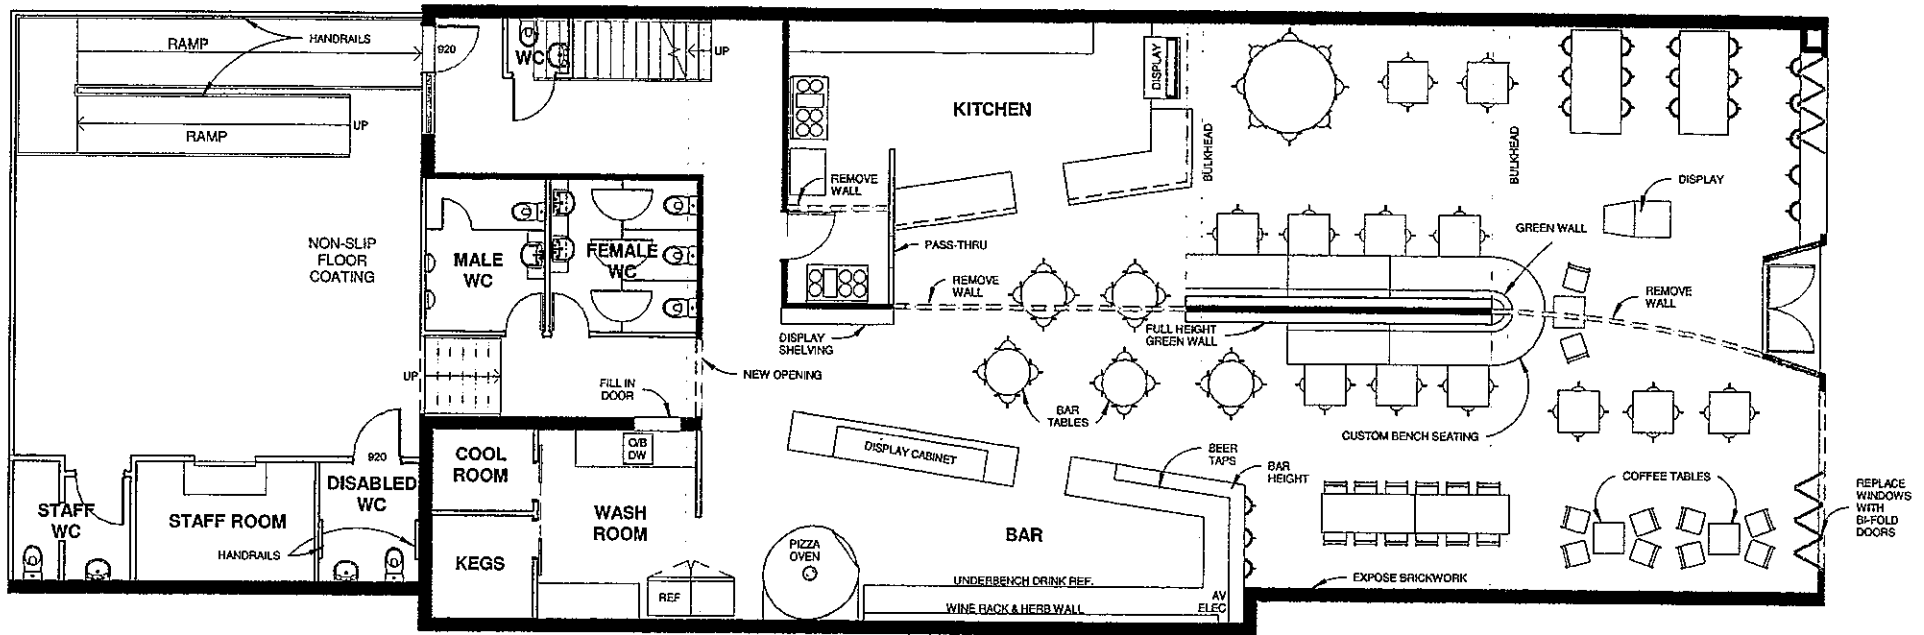 RAMP
HANDRAILS
920
WC
UP
RAMP
UP
NON-SLIP
FLOOR
COATING
MALE
WC
FEMALE
WC
UP
FILL IN
DOOR
NEW OPENING
KITCHEN
DISPLAY
REMOVE
WALL
PASS-THRU
REMOVE
WALL
DISPLAY
SHELVING
BULKHEAD
BULKHEAD
DISPLAY
GREEN WALL
REMOVE
WALL
FULL HEIGHT
GREEN WALL
BAR
TABLES
CUSTOM BENCH SEATING
COOL
ROOM
O/B
DW
DISPLAY CABINET
BEER
TAPS
BAR
HEIGHT
COFFEE TABLES
REPLACE
WINDOWS
WITH
BI-FOLD
DOORS
920
STAFF
WC
STAFF ROOM
DISABLED
WC
HANDRAILS
WASH
ROOM
KEGS
REF
PIZZA
OVEN
BAR
UNDERBENCH DRINK REF.
WINE RACK & HERB WALL
AV
ELEC
EXPOSE BRICKWORK